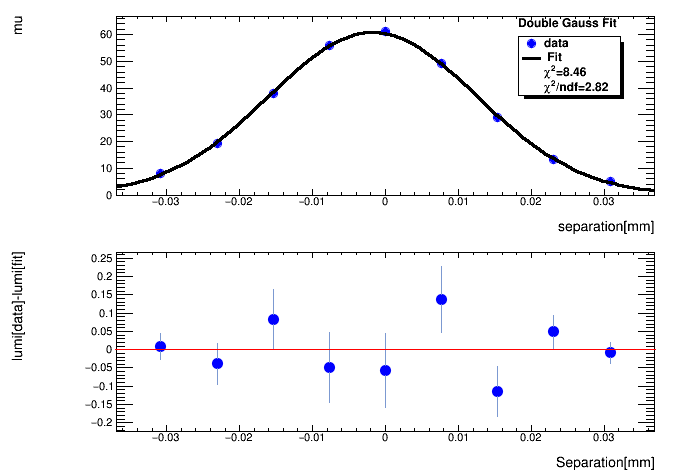 Double Gauss Fit
mu
data
Fit
χ²=8.46
χ²/ndf=2.82
60
50
40
30
20
10
0
−0.03 −0.02 −0.01 0 0.01 0.02 0.03
separation[mm]
lumi[data]-lumi[fit]
0.25
0.2
0.15
0.1
0.05
0
−0.05
−0.1
−0.15
−0.2
−0.03 −0.02 −0.01 0 0.01 0.02 0.03
Separation[mm]